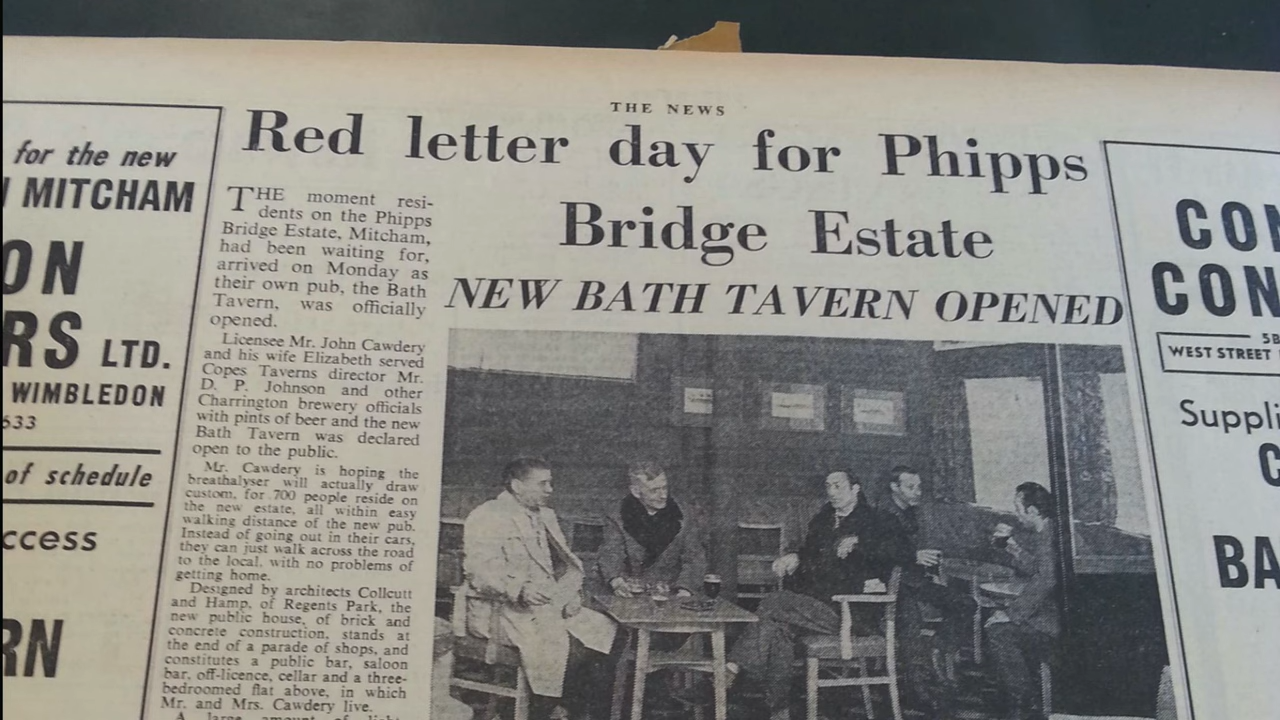 THE NEWS
Red letter day for Phipps
Bridge Estate
NEW BATH TAVERN OPENED
THE moment resi-
dents on the Phipps
Bridge Estate, Mitcham,
had been waiting for,
arrived on Monday as
their own pub, the Bath
Tavern, was officially
opened.
Licensee Mr. John Cawdery
and his wife Elizabeth served
Copes Taverns director Mr.
D. P. Johnson and other
Charrington brewery officials
with pints of beer and the new
Bath Tavern was declared
open to the public.
Mr. Cawdery is hoping the
breathalyser will actually draw
custom, for 700 people reside on
the new estate, all within easy
walking distance of the new pub.
Instead of going out in their cars,
they can just walk across the road
to the local, with no problems of
getting home.
Designed by architects Collcutt
and Hamp, of Regents Park, the
new public house, of brick and
concrete construction, stands at
the end of a parade of shops, and
constitutes a public bar, saloon
bar, off-licence, cellar and a three-
bedroomed flat above, in which
Mr. and Mrs. Cawdery live.
A large amount of light
for the new
MITCHAM
ON
RS LTD.
WIMBLEDON
633
of schedule
ccess
RN
CON
CON
5B
WEST STREET
Suppli
C
BA